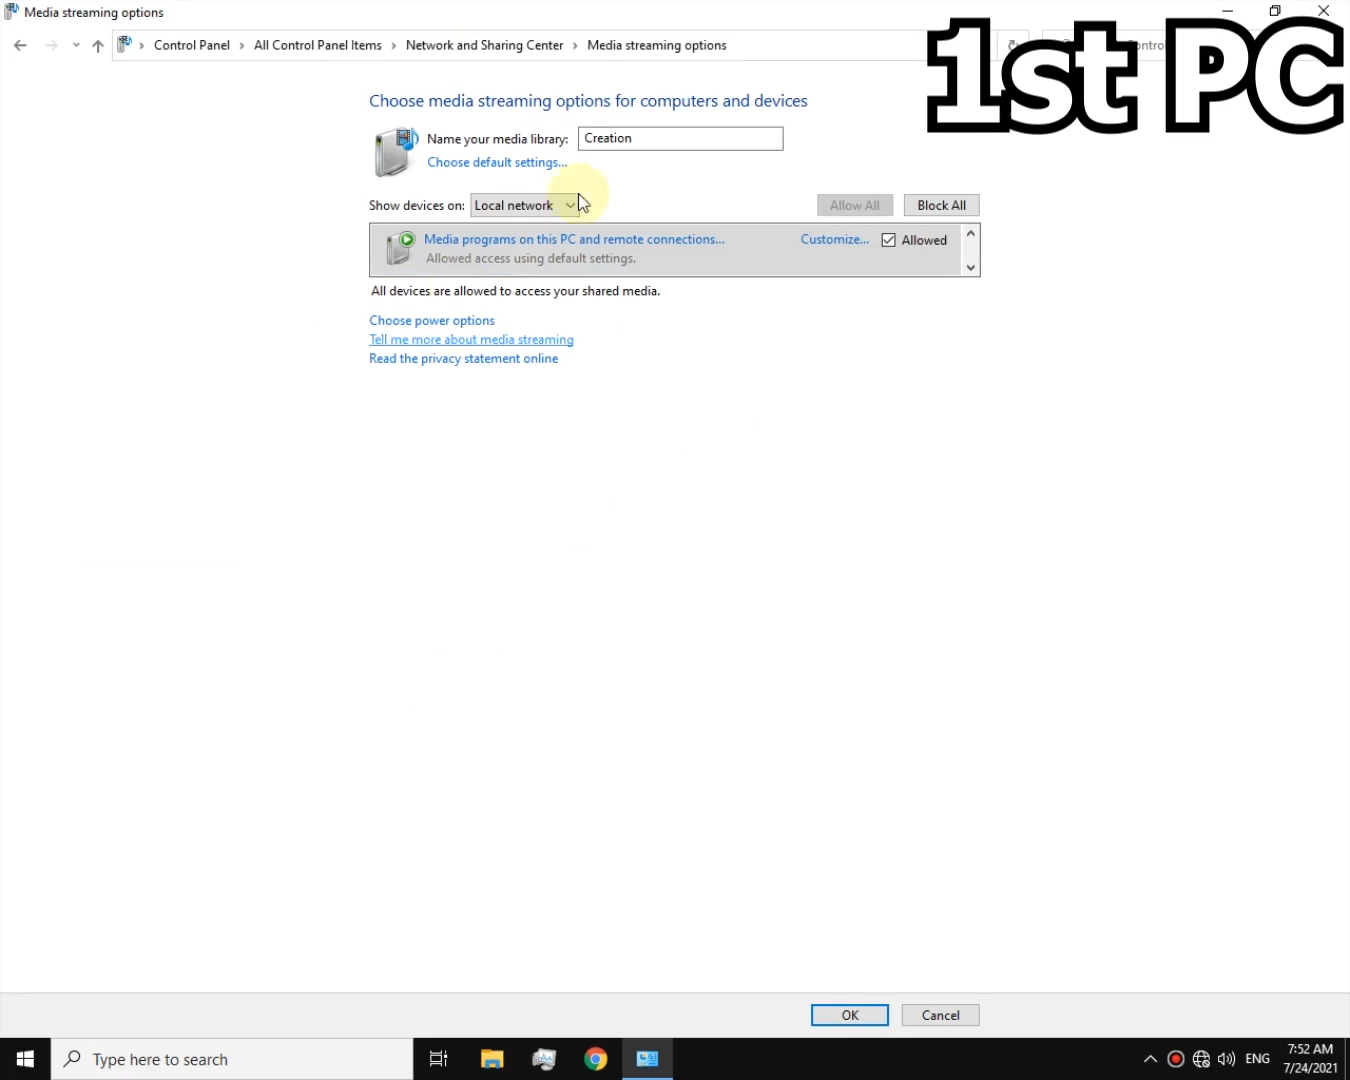 Media streaming options
1st PC
Control Panel › All Control Panel Items › Network and Sharing Center › Media streaming options
Choose media streaming options for computers and devices
Name your media library: Creation
Choose default settings...
Show devices on: Local network
Allow All
Block All
Media programs on this PC and remote connections...
Customize...
Allowed
Allowed access using default settings.
All devices are allowed to access your shared media.
Choose power options
Tell me more about media streaming
Read the privacy statement online
OK
Cancel
Type here to search
ENG
7:52 AM
7/24/2021